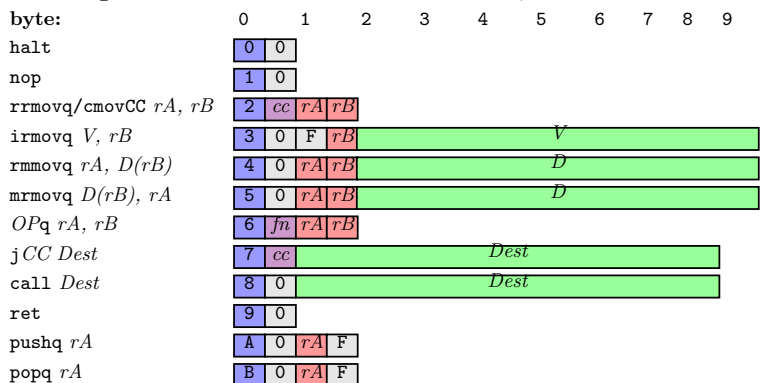 byte: 0 1 2 3 4 5 6 7 8 9
halt 0 0
nop 1 0
rrmovq/cmovCC rA, rB 2 cc rA rB
irmovq V, rB 3 0 F rB V
rmmovq rA, D(rB) 4 0 rA rB D
mrmovq D(rB), rA 5 0 rA rB D
OPq rA, rB 6 fn rA rB
jCC Dest 7 cc Dest
call Dest 8 0 Dest
ret 9 0
pushq rA A 0 rA F
popq rA B 0 rA F